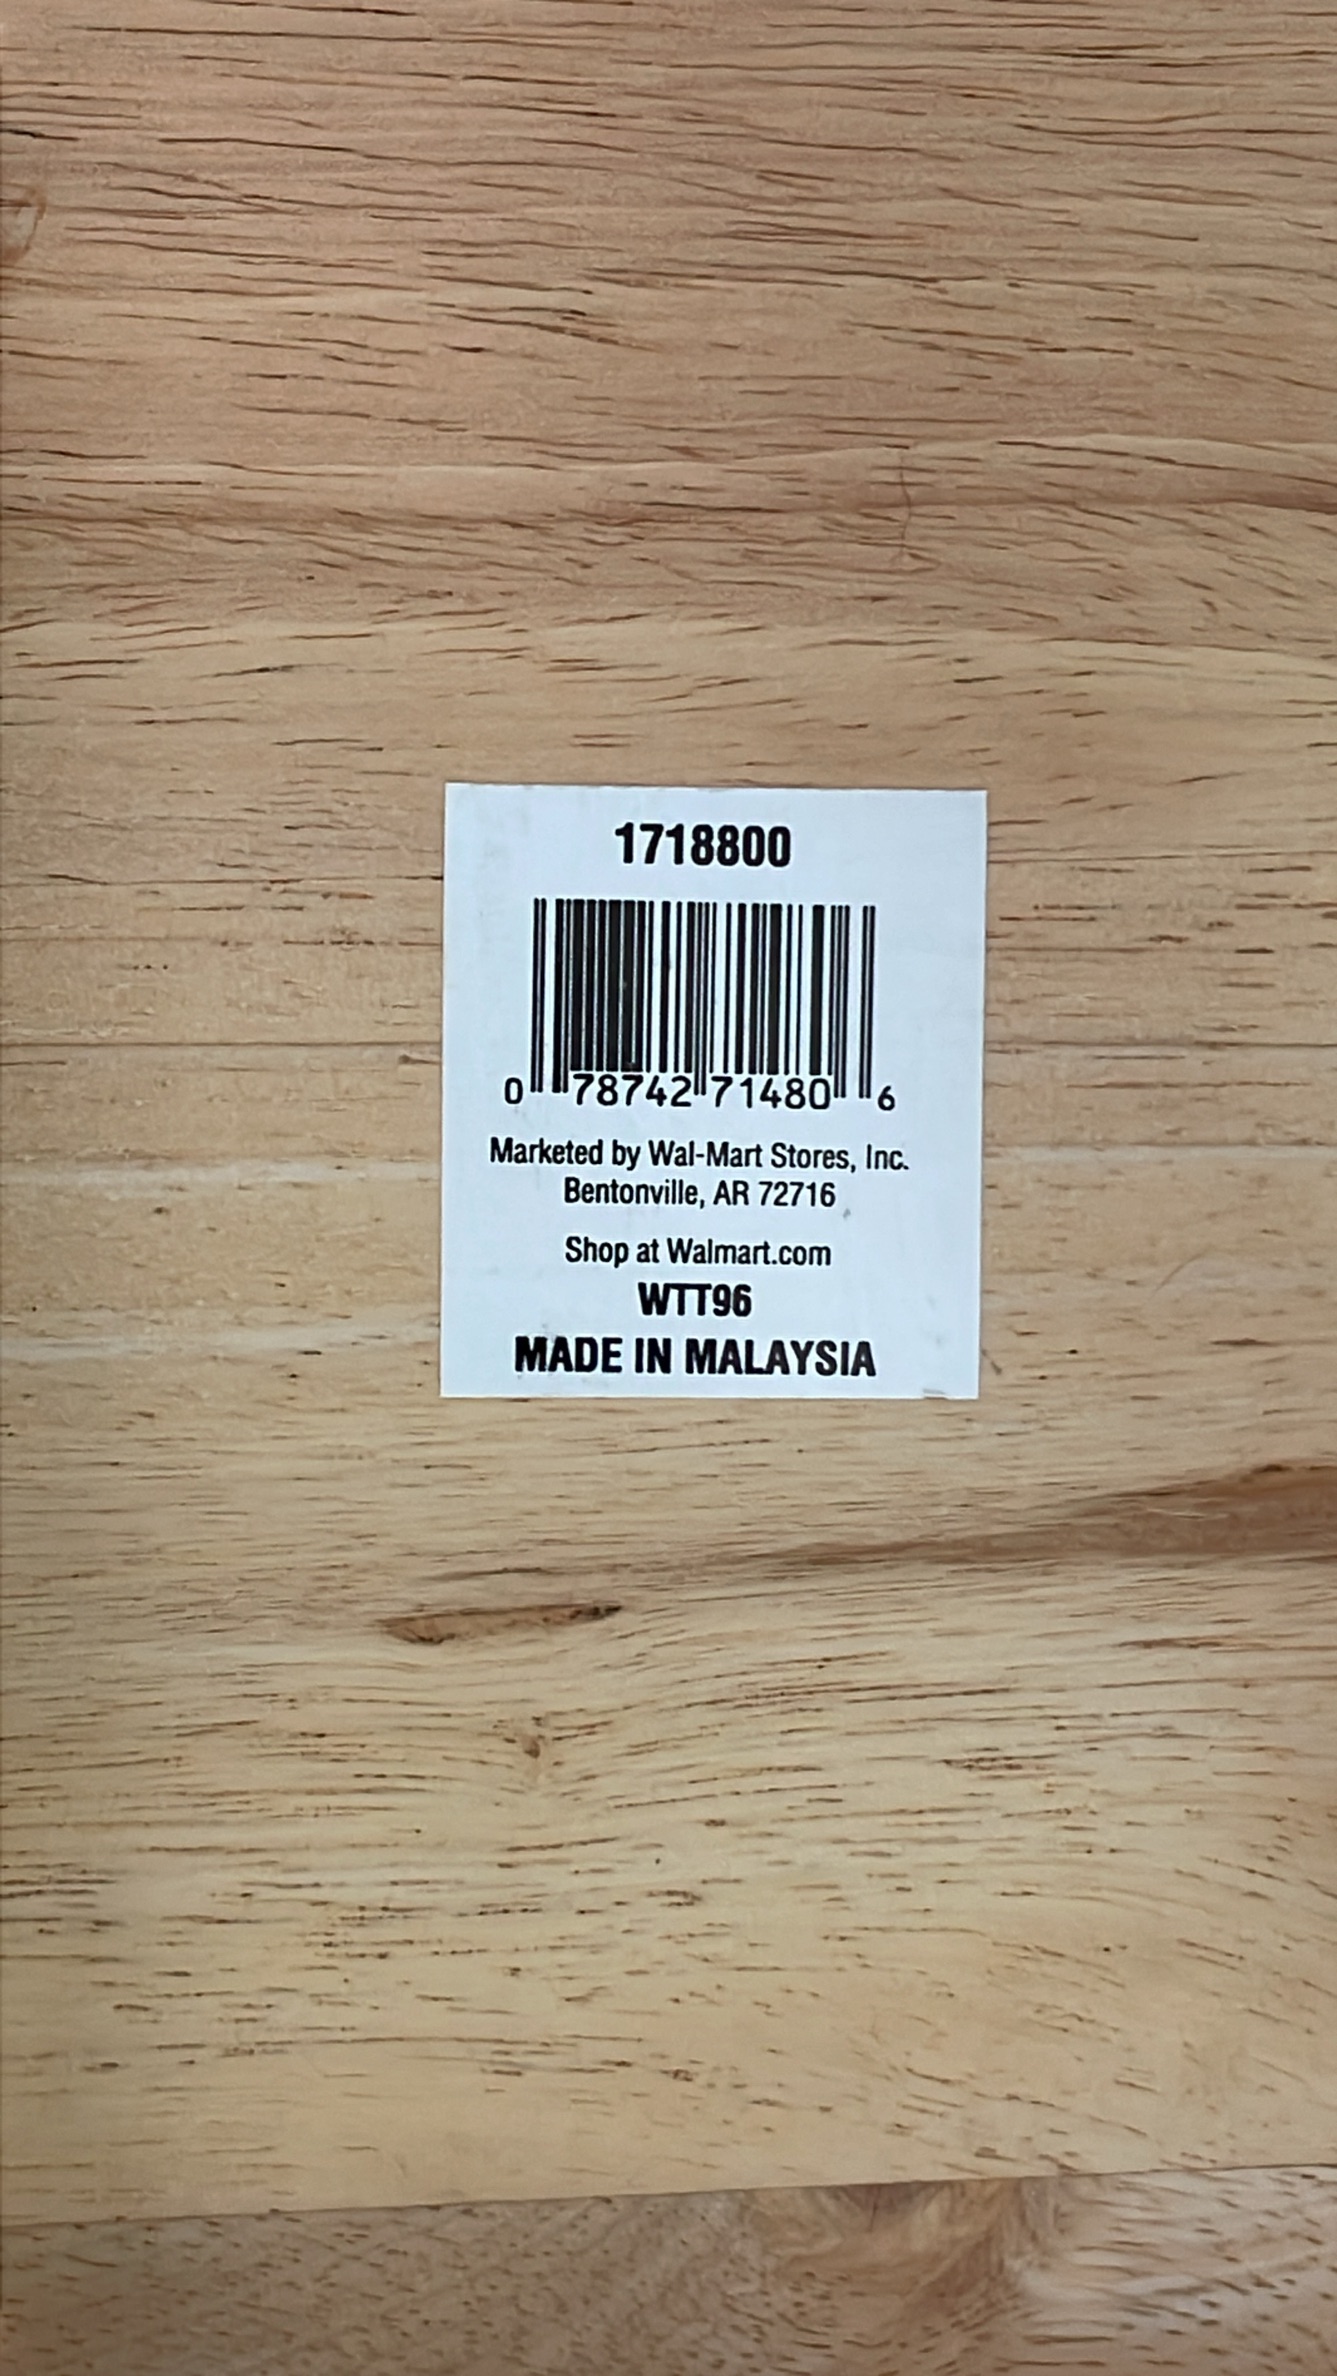 1718800
0 78742 71480 6
Marketed by Wal-Mart Stores, Inc.
Bentonville, AR 72716
Shop at Walmart.com
WTT96
MADE IN MALAYSIA